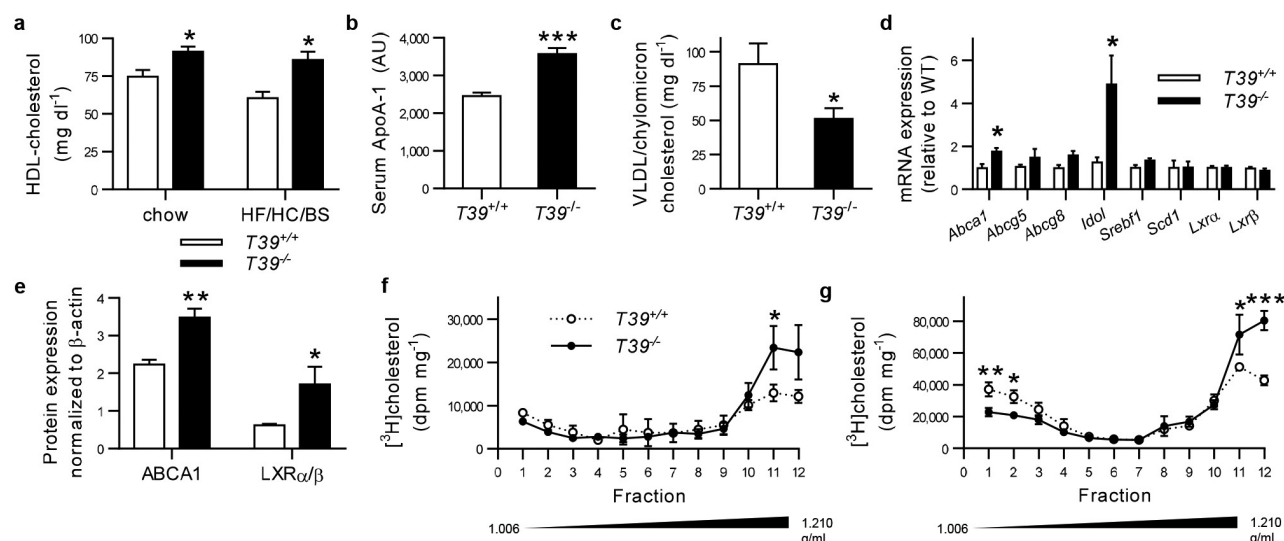 a
HDL-cholesterol
(mg dl⁻¹)
100
75
50
25
0
*
*
chow
HF/HC/BS
T39⁺/⁺
T39⁻/⁻
b
Serum ApoA-1 (AU)
4,000
3,000
2,000
1,000
0
***
T39⁺/⁺
T39⁻/⁻
c
VLDL/chylomicron
cholesterol (mg dl⁻¹)
100
75
50
25
0
*
T39⁺/⁺
T39⁻/⁻
d
mRNA expression
(relative to WT)
6
4
2
0
*
*
T39⁺/⁺
T39⁻/⁻
Abca1
Abcg5
Abcg8
Idol
Srebf1
Scd1
Lxrα
Lxrβ
e
Protein expression
normalized to β-actin
4
3
2
1
0
**
*
ABCA1
LXRα/β
f
[³H]cholesterol
(dpm mg⁻¹)
30,000
20,000
10,000
0
T39⁺/⁺
T39⁻/⁻
*
0 1 2 3 4 5 6 7 8 9 10 11 12
Fraction
1.006
1.210
g/mL
g
[³H]cholesterol
(dpm mg⁻¹)
80,000
60,000
40,000
20,000
0
** *
* ***
0 1 2 3 4 5 6 7 8 9 10 11 12
Fraction
1.006
1.210
g/mL